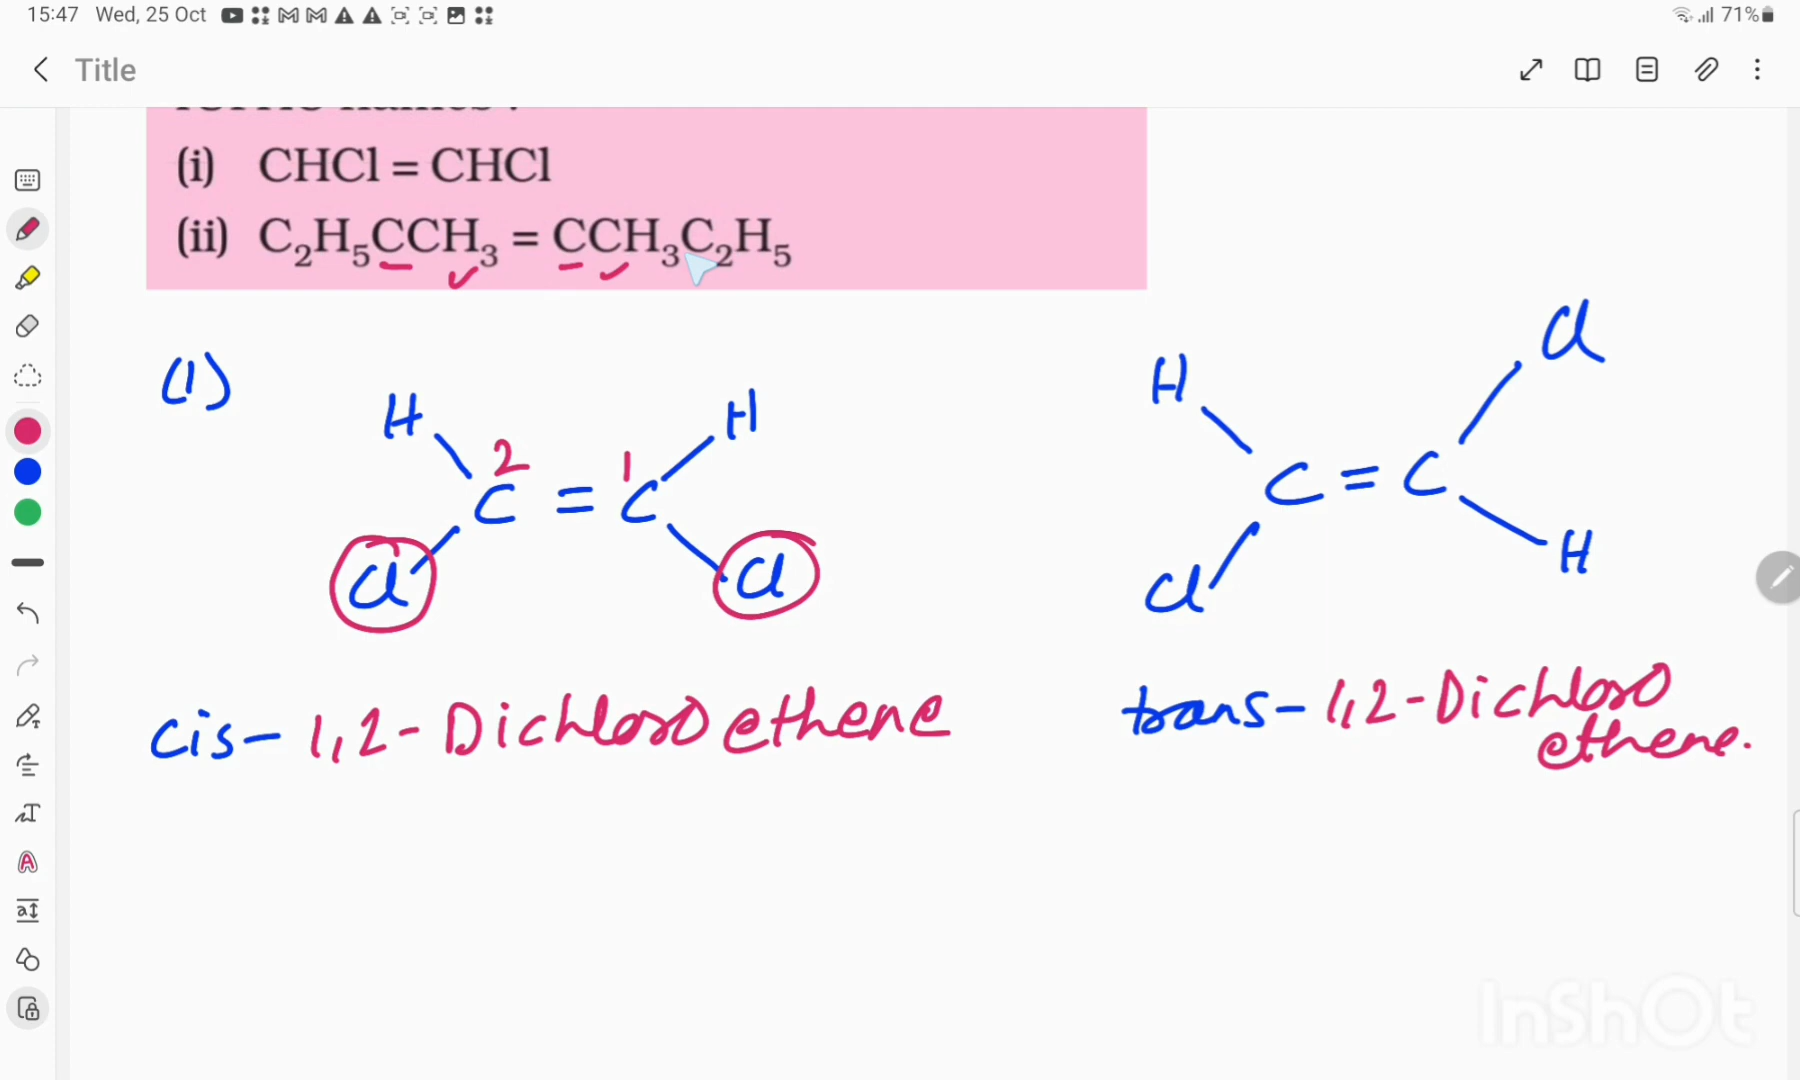 15:47 Wed, 25 Oct 71%
Title
(i) CHCl = CHCl
(ii) C₂H₅CCH₃ = CCH₃C₂H₅
(1)
H 2 C = 1 C H
Cl Cl
H Cl
C = C
Cl H
cis- 1,2- Dichloro ethene
trans- 1,2-Dichloro
ethene.
InShOt